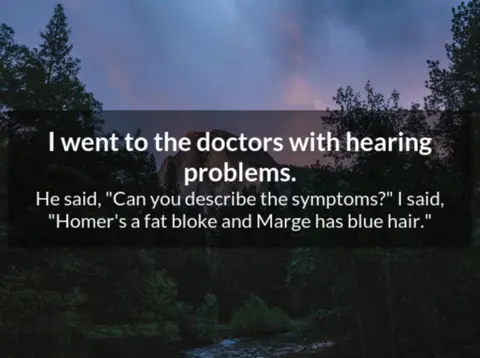 I went to the doctors with hearing
problems.
He said, "Can you describe the symptoms?" I said,
"Homer's a fat bloke and Marge has blue hair."